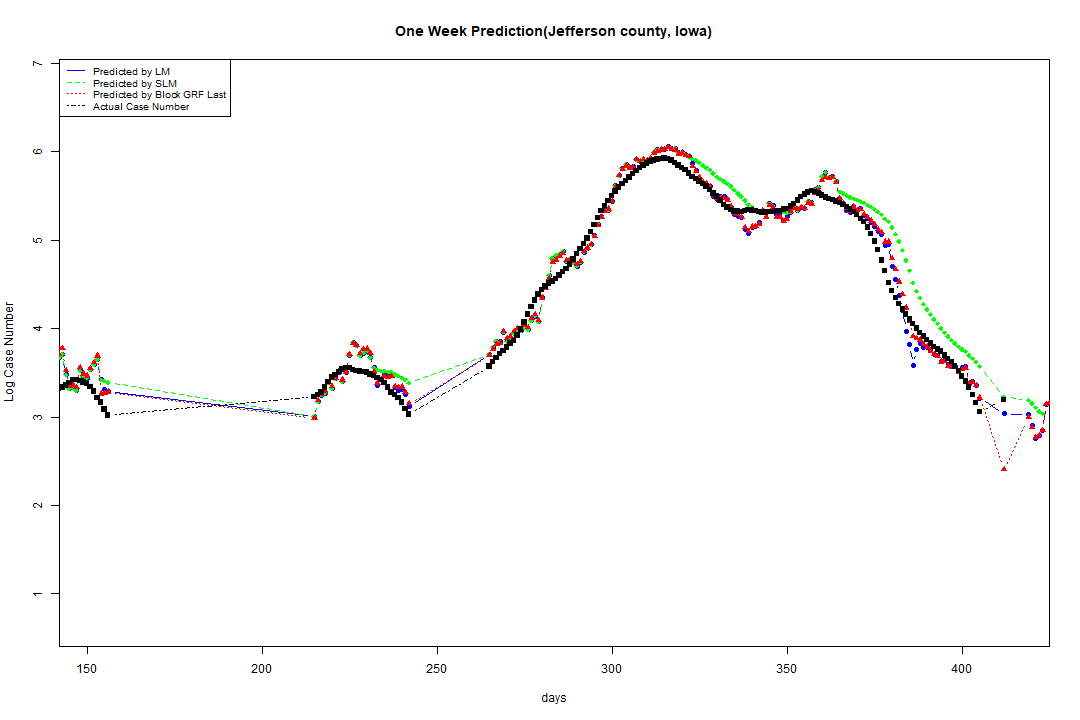 One Week Prediction(Jefferson county, Iowa)
7
Predicted by LM
Predicted by SLM
Predicted by Block GRF Last
Actual Case Number
6
5
4
3
2
1
Log Case Number
150 200 250 300 350 400
days